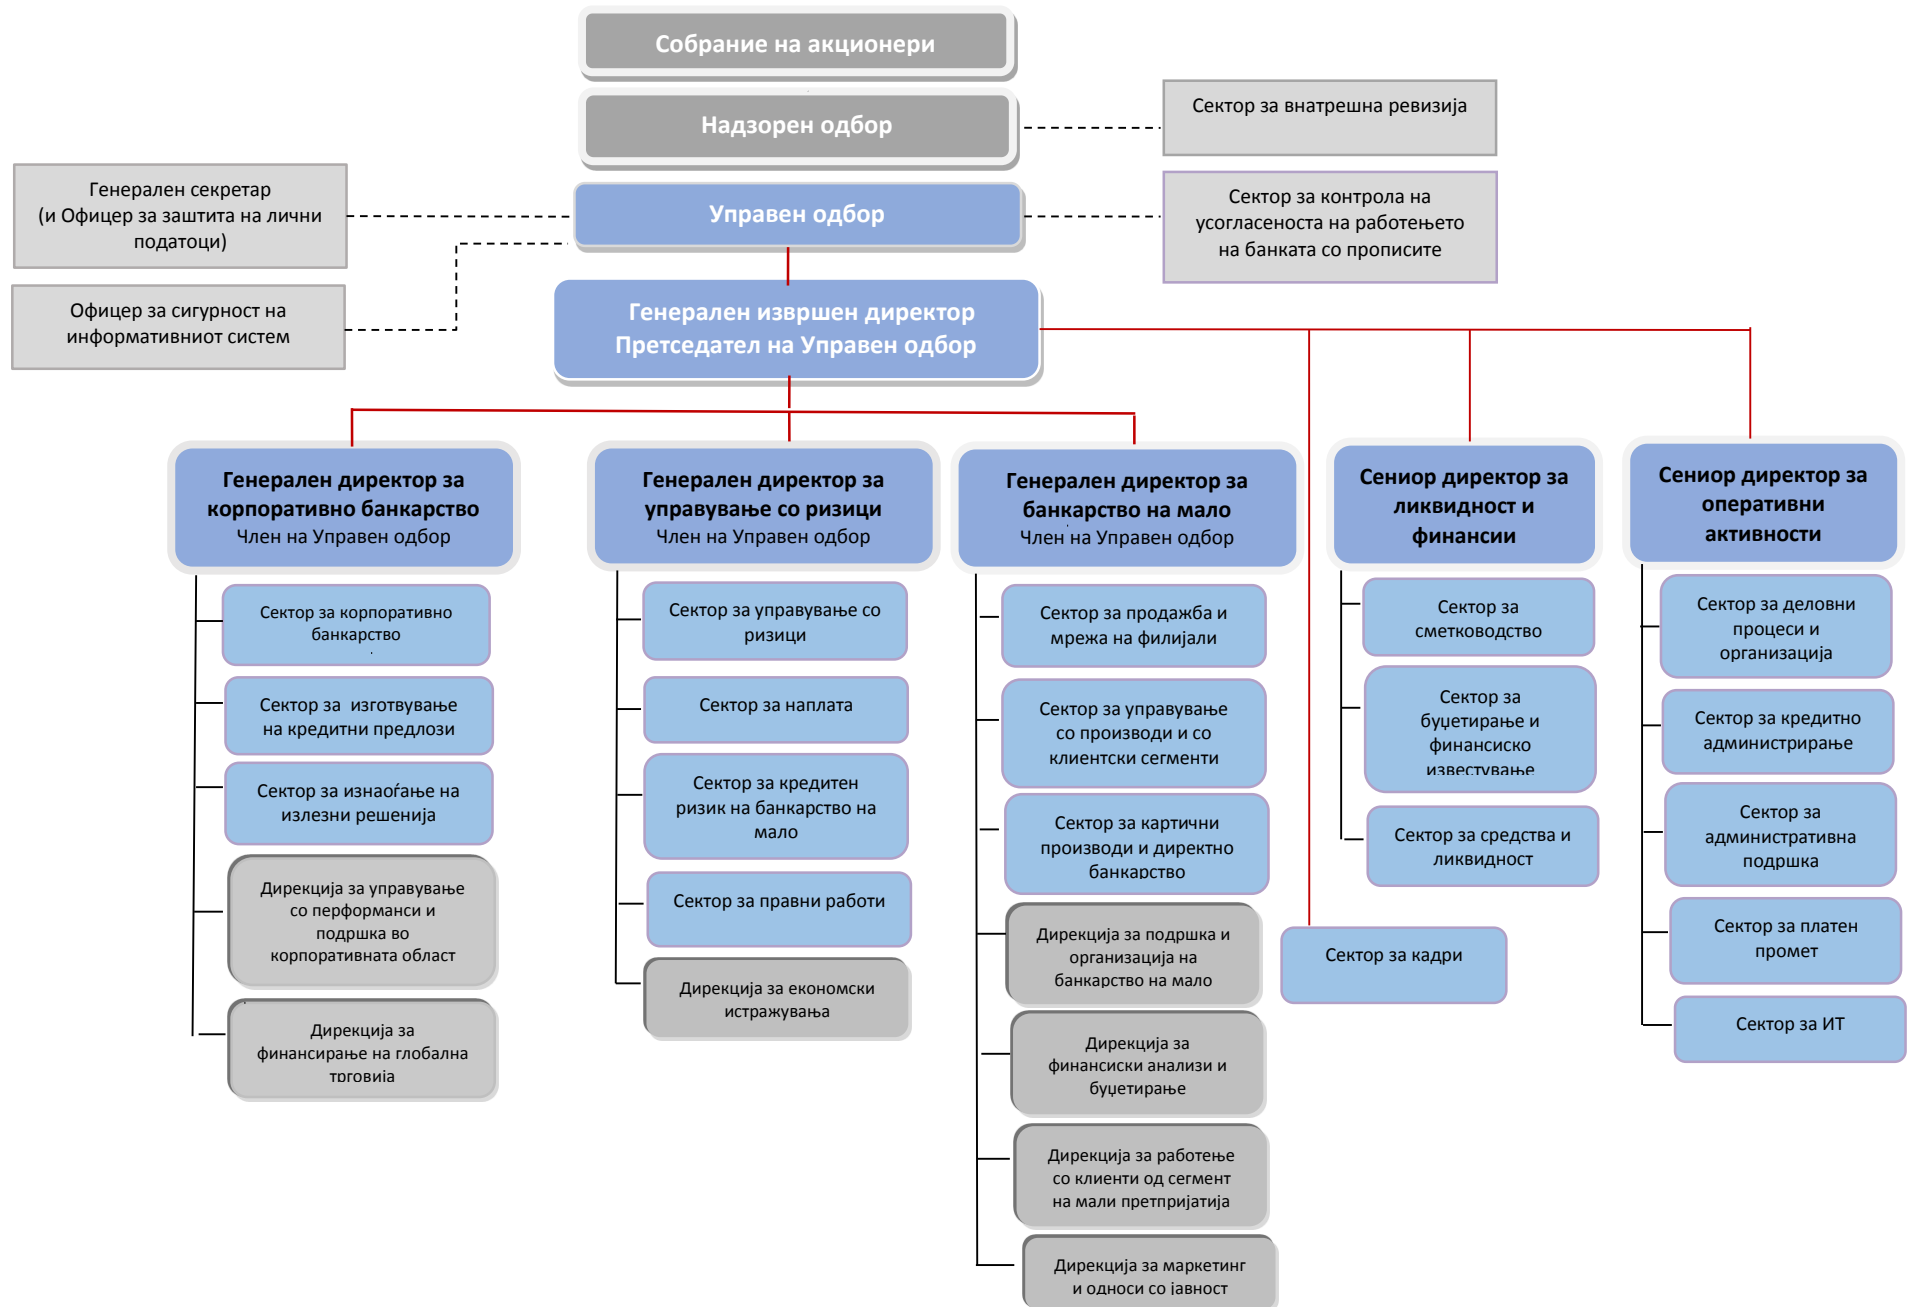 Собрание на акционери
Надзорен одбор
Сектор за внатрешна ревизија
Генерален секретар
(и Офицер за заштита на лични
податоци)
Управен одбор
Сектор за контрола на
усогласеноста на работењето
на банката со прописите
Офицер за сигурност на
информативниот систем
Генерален извршен директор
Претседател на Управен одбор
Генерален директор за
корпоративно банкарство
Член на Управен одбор
Генерален директор за
управување со ризици
Член на Управен одбор
Генерален директор за
банкарство на мало
Член на Управен одбор
Сениор директор за
ликвидност и
финансии
Сениор директор за
оперативни
активности
Сектор за корпоративно
банкарство
Сектор за  изготвување
на кредитни предлози
Сектор за изнаоѓање на
излезни решенија
Дирекција за управување
со перформанси и
подршка во
корпоративната област
Дирекција за
финансирање на глобална
трговија
Сектор за управување со
ризици
Сектор за наплата
Сектор за кредитен
ризик на банкарство на
мало
Сектор за правни работи
Дирекција за економски
истражувања
Сектор за продажба и
мрежа на филијали
Сектор за управување
со производи и со
клиентски сегменти
Сектор за картични
производи и директно
банкарство
Дирекција за подршка и
организација на
банкарство на мало
Дирекција за
финансиски анализи и
буџетирање
Дирекција за работење
со клиенти од сегмент
на мали претпријатија
Дирекција за маркетинг
и односи со јавност
Сектор за
сметководство
Сектор за
буџетирање и
финансиско
известување
Сектор за средства и
ликвидност
Сектор за кадри
Сектор за деловни
процеси и
организација
Сектор за кредитно
администрирање
Сектор за
административна
подршка
Сектор за платен
промет
Сектор за ИТ